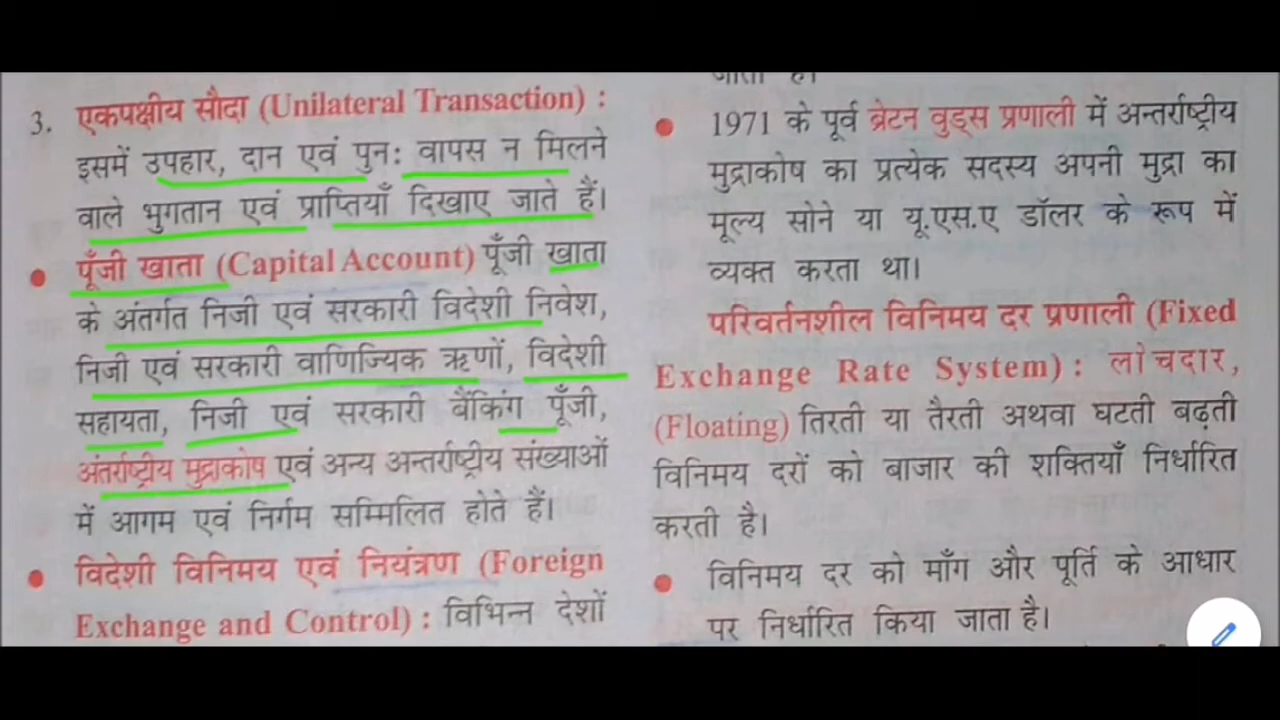 3. एकपक्षीय सौदा (Unilateral Transaction) :
इसमें उपहार, दान एवं पुनः वापस न मिलने
वाले भुगतान एवं प्राप्तियाँ दिखाए जाते हैं।
● पूँजी खाता (Capital Account) पूँजी खाता
के अंतर्गत निजी एवं सरकारी विदेशी निवेश,
निजी एवं सरकारी वाणिज्यिक ऋणों, विदेशी
सहायता, निजी एवं सरकारी बैंकिंग पूँजी,
अंतर्राष्ट्रीय मुद्राकोष एवं अन्य अन्तर्राष्ट्रीय संख्याओं
में आगम एवं निर्गम सम्मिलित होते हैं।
● विदेशी विनिमय एवं नियंत्रण (Foreign
Exchange and Control) : विभिन्न देशों
जाता है।
● 1971 के पूर्व ब्रेटन वुड्स प्रणाली में अन्तर्राष्ट्रीय
मुद्राकोष का प्रत्येक सदस्य अपनी मुद्रा का
मूल्य सोने या यू.एस.ए डॉलर के रूप में
व्यक्त करता था।
परिवर्तनशील विनिमय दर प्रणाली (Fixed
Exchange Rate System) : लोचदार,
(Floating) तिरती या तैरती अथवा घटती बढ़ती
विनिमय दरों को बाजार की शक्तियाँ निर्धारित
करती है।
● विनिमय दर को माँग और पूर्ति के आधार
पर निर्धारित किया जाता है।